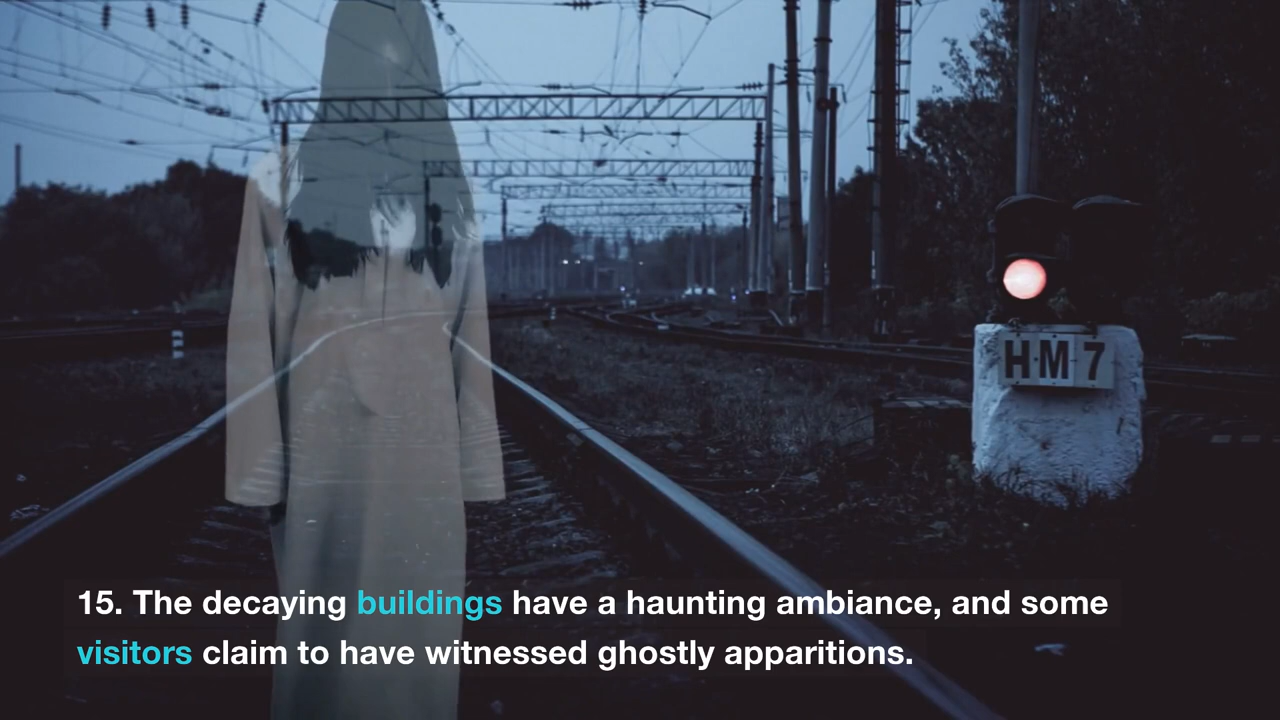 HM7
15. The decaying buildings have a haunting ambiance, and some
visitors claim to have witnessed ghostly apparitions.